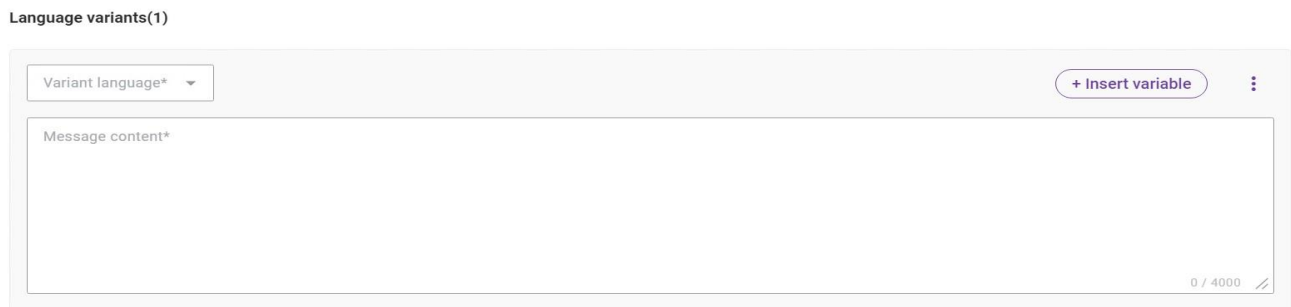 Language variants(1)
Variant language*
+ Insert variable
Message content*
0 / 4000